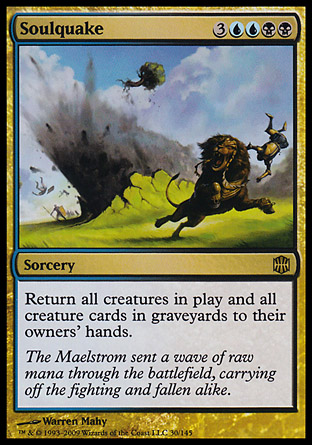 Soulquake 3
Sorcery
Return all creatures in play and all
creature cards in graveyards to their
owners' hands.
The Maelstrom sent a wave of raw
mana through the battlefield, carrying
off the fighting and fallen alike.
Warren Mahy
™ & © 1993–2009 Wizards of the Coast LLC 30/145